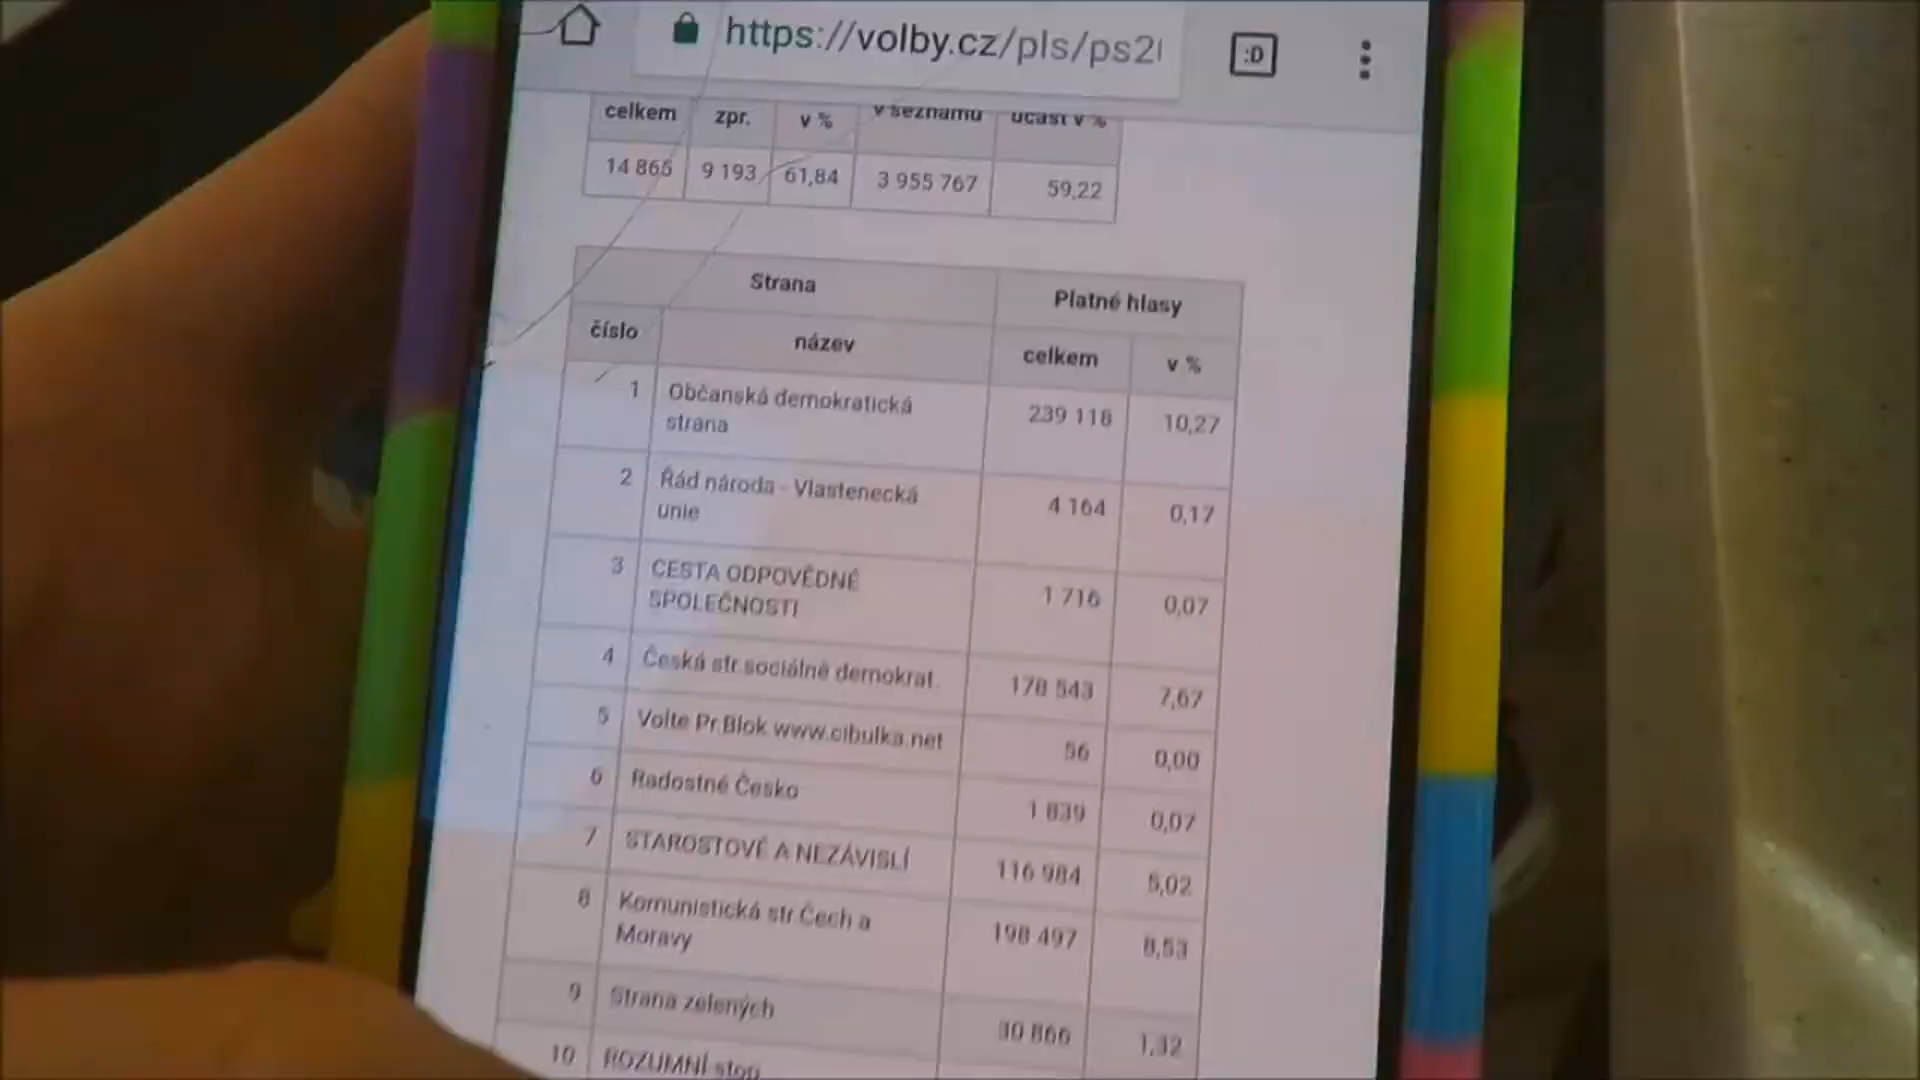 https://volby.cz/pls/ps2
:D
celkem zpr. v % v seznamu účast v %
14 865 9 193 61,84 3 955 767 59,22
Strana Platné hlasy
číslo název celkem v %
1 Občanská demokratická strana 239 118 10,27
2 Řád národa - Vlastenecká unie 4 164 0,17
3 CESTA ODPOVĚDNÉ SPOLEČNOSTI 1 716 0,07
4 Česká str.sociálně demokrat. 178 543 7,67
5 Volte Pr.Blok www.cibulka.net 56 0,00
6 Radostné Česko 1 839 0,07
7 STAROSTOVÉ A NEZÁVISLÍ 116 984 5,02
8 Komunistická str.Čech a Moravy 198 497 8,53
9 Strana zelených 30 866 1,32
10 ROZUMNÍ-stop